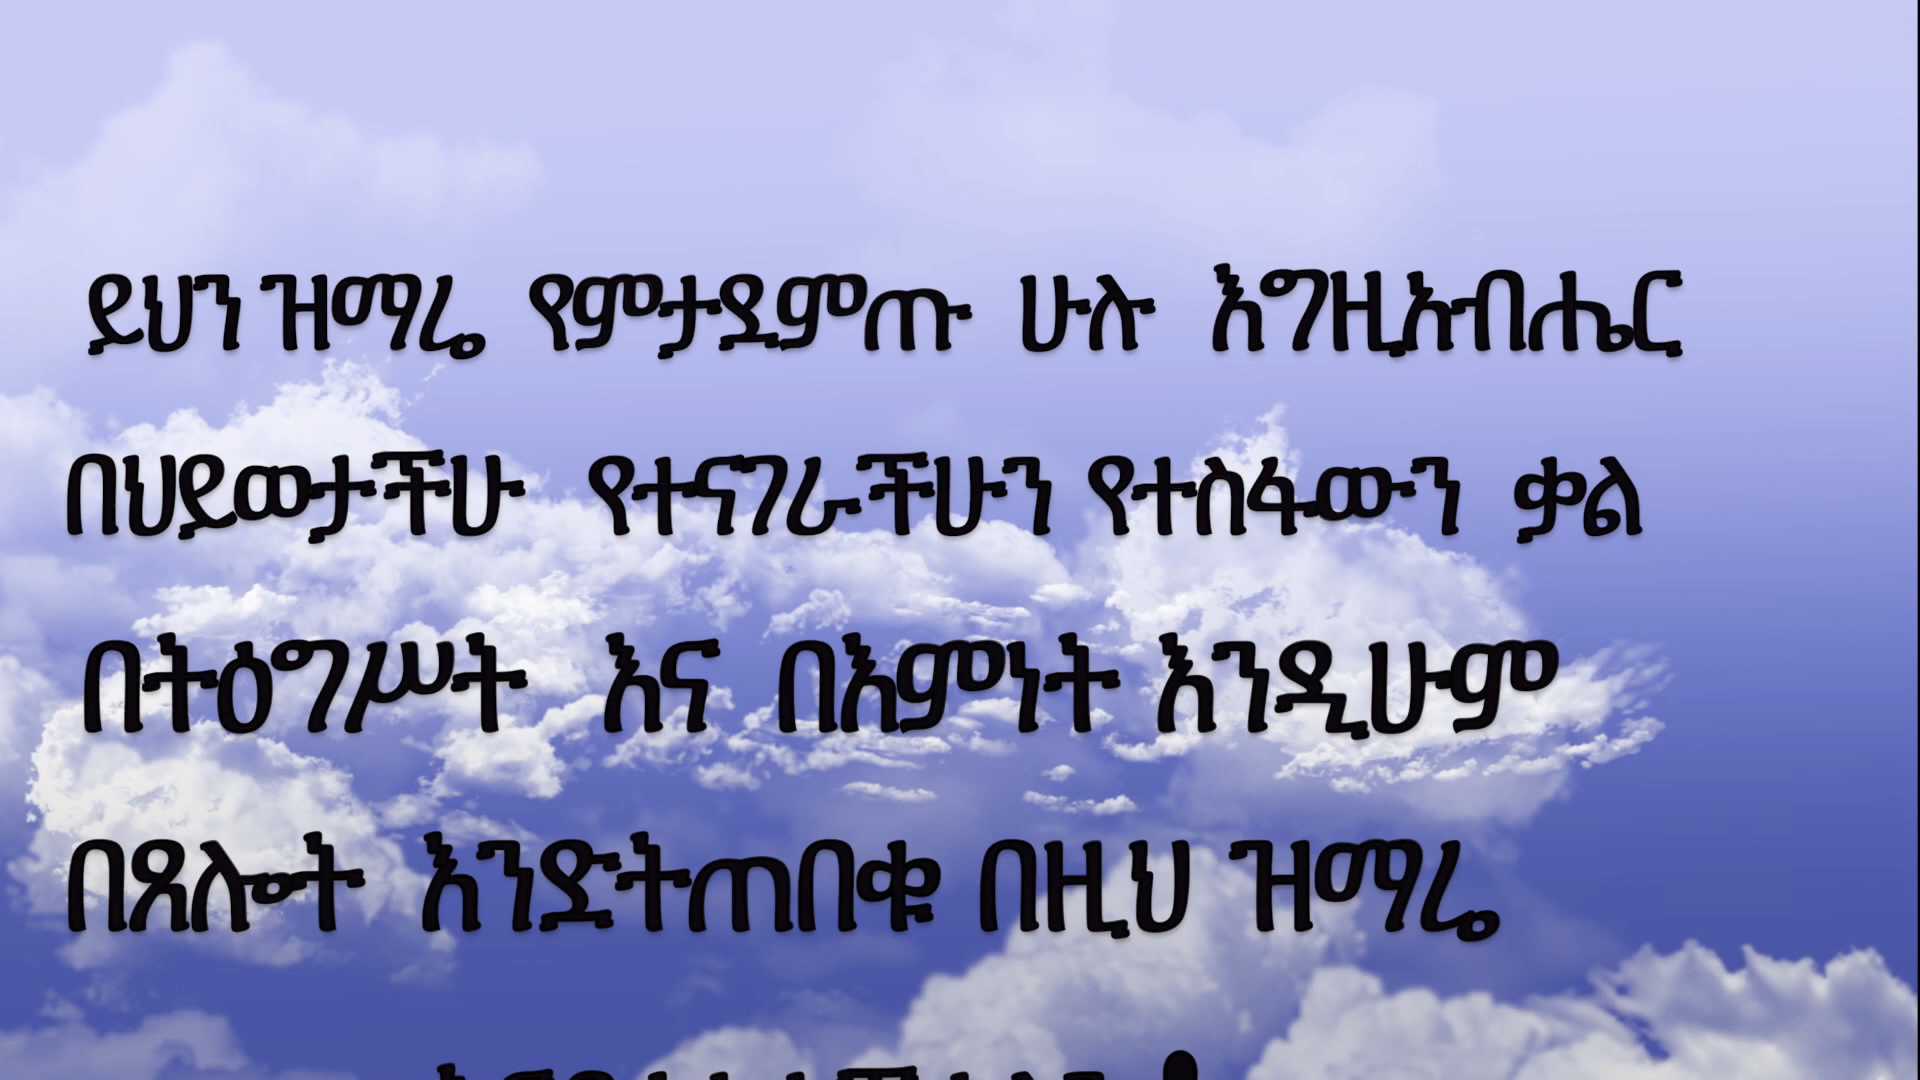 ይህን ዝማሬ የምታደምጡ ሁሉ እግዚአብሔር
በህይወታችሁ የተናገራችሁን የተስፋውን ቃል
በትዕግሥት እና በእምነት እንዲሁም
በጸሎት እንድትጠበቁ በዚህ ዝማሬ